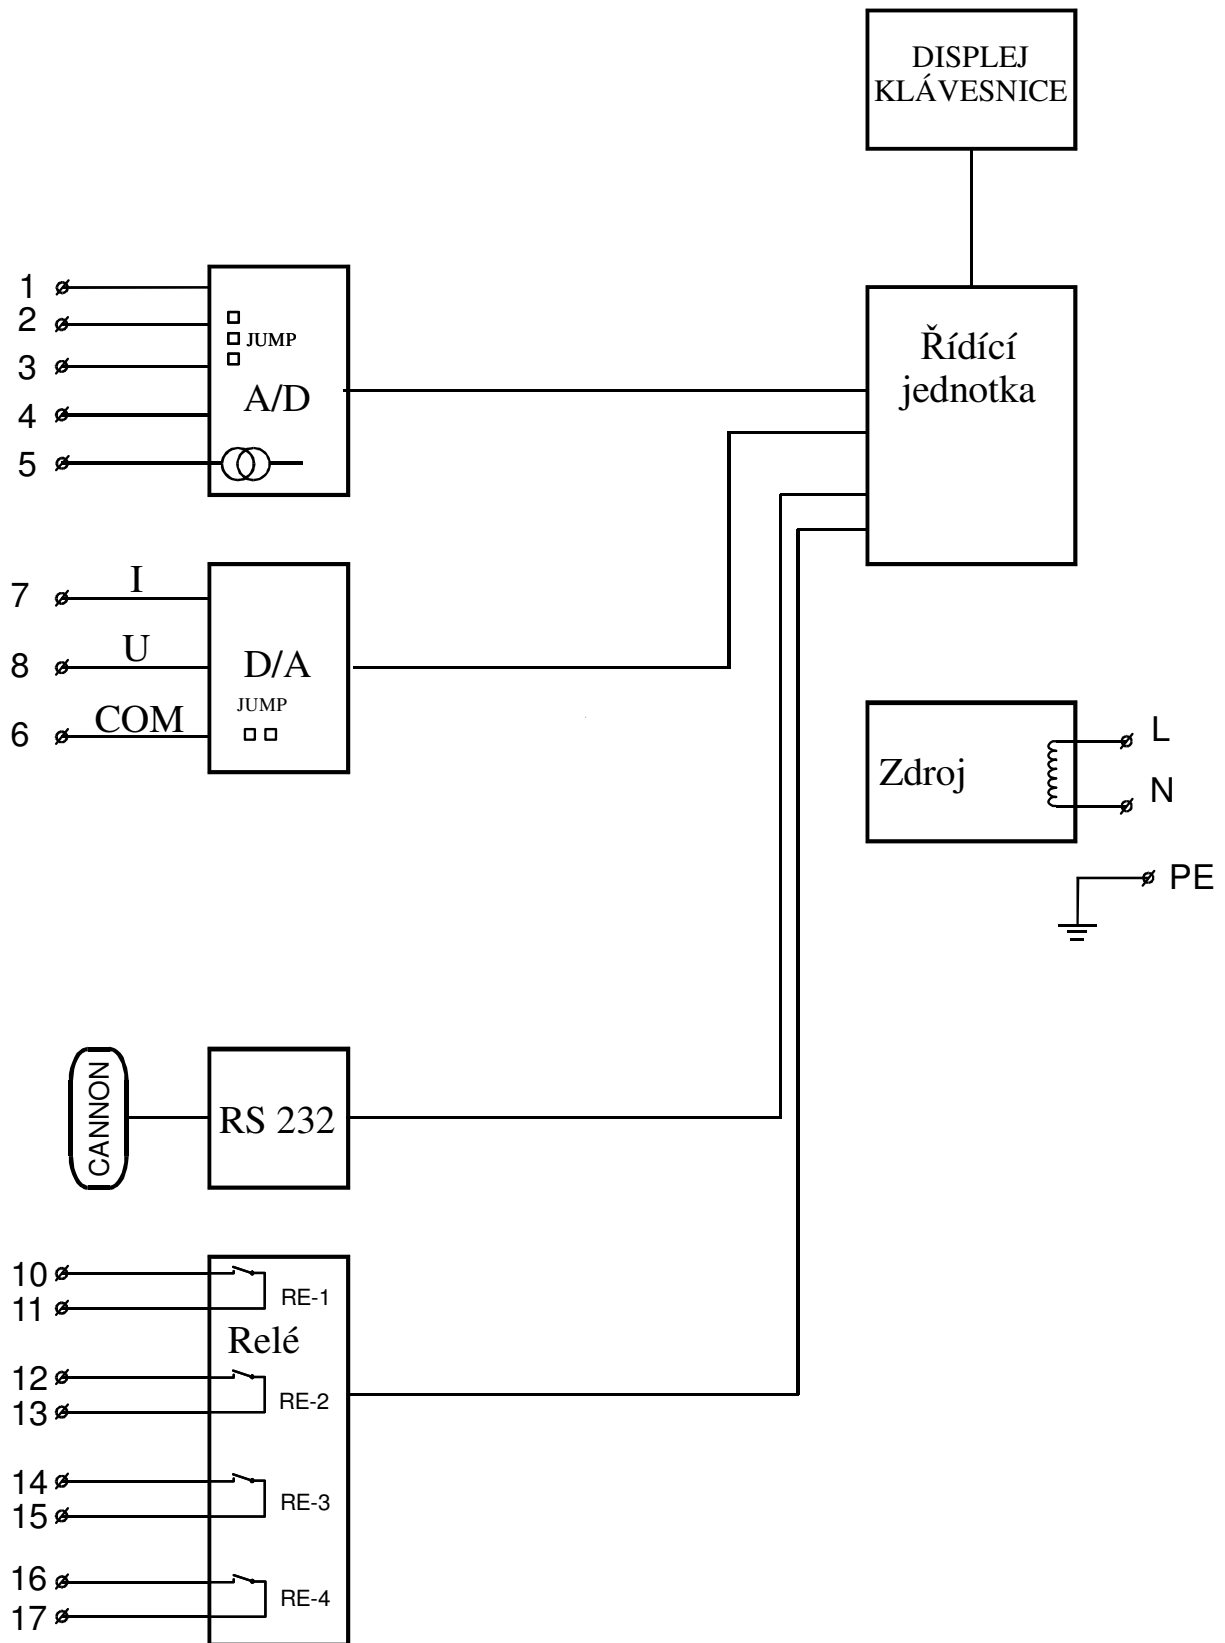 DISPLEJ
KLÁVESNICE
1
2
JUMP
3
A/D
4
5
Řídící
jednotka
7 I
8 U
D/A
JUMP
6 COM
Zdroj
L
N
PE
CANNON
RS 232
10
11
RE-1
Relé
12
13
RE-2
14
15
RE-3
16
17
RE-4